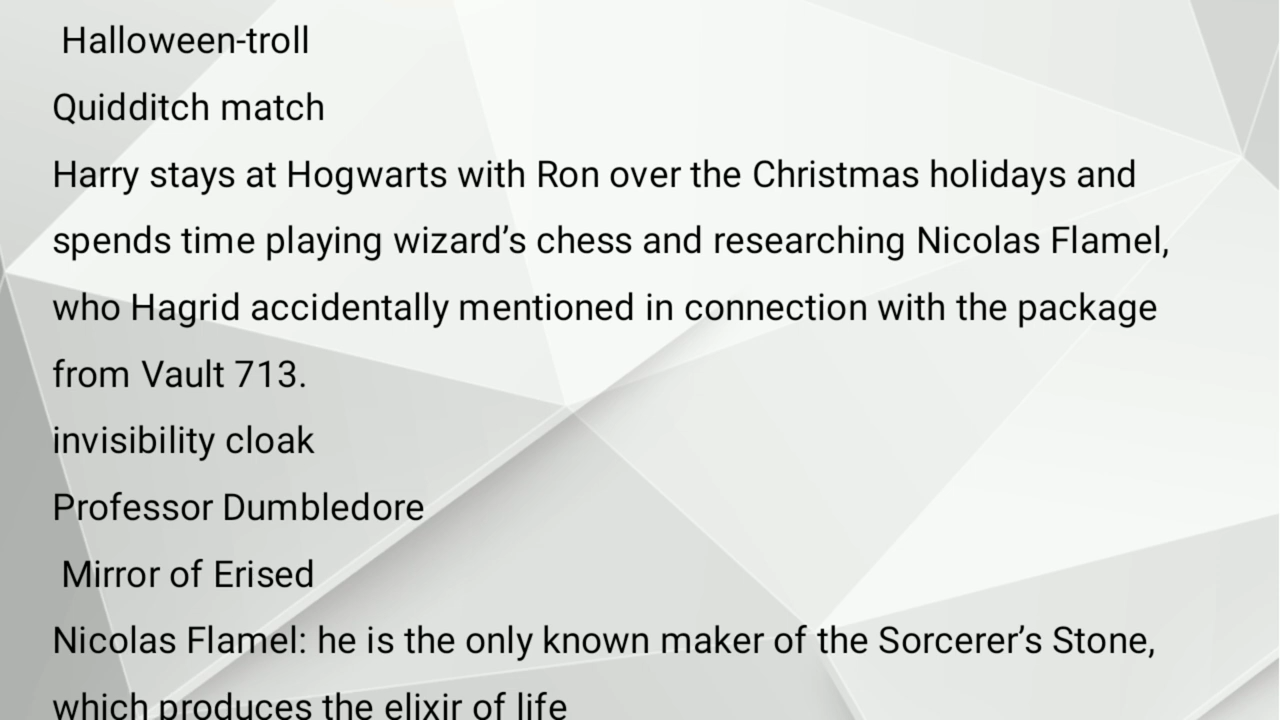 Halloween-troll
Quidditch match
Harry stays at Hogwarts with Ron over the Christmas holidays and
spends time playing wizard’s chess and researching Nicolas Flamel,
who Hagrid accidentally mentioned in connection with the package
from Vault 713.
invisibility cloak
Professor Dumbledore
Mirror of Erised
Nicolas Flamel: he is the only known maker of the Sorcerer’s Stone,
which produces the elixir of life